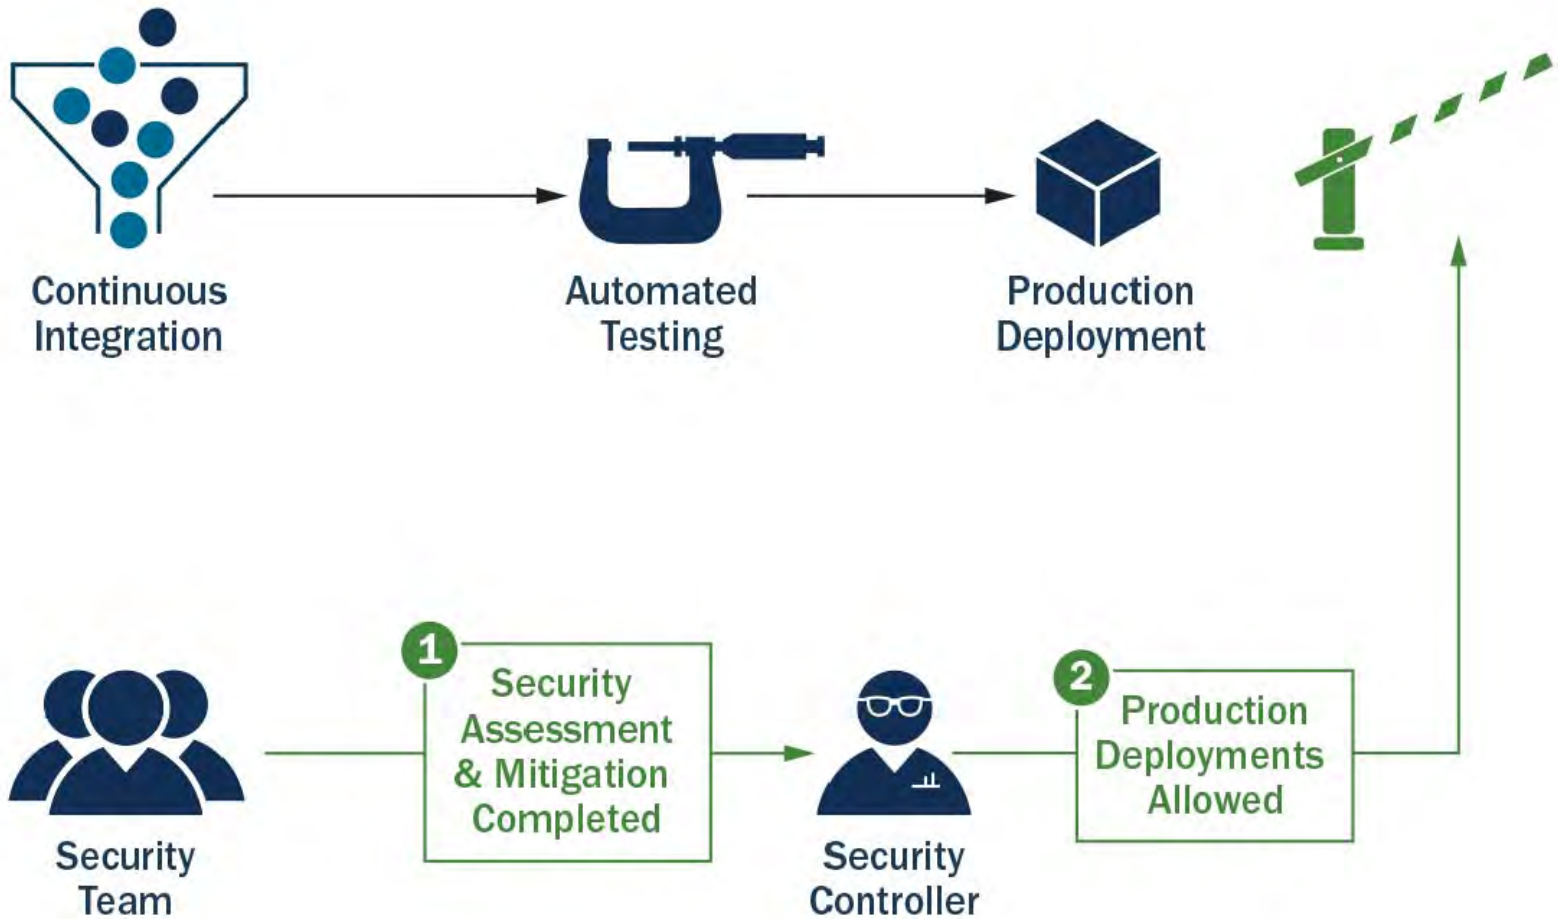 Continuous
Integration
Automated
Testing
Production
Deployment
1
Security
Assessment
& Mitigation
Completed
2
Production
Deployments
Allowed
Security
Team
Security
Controller